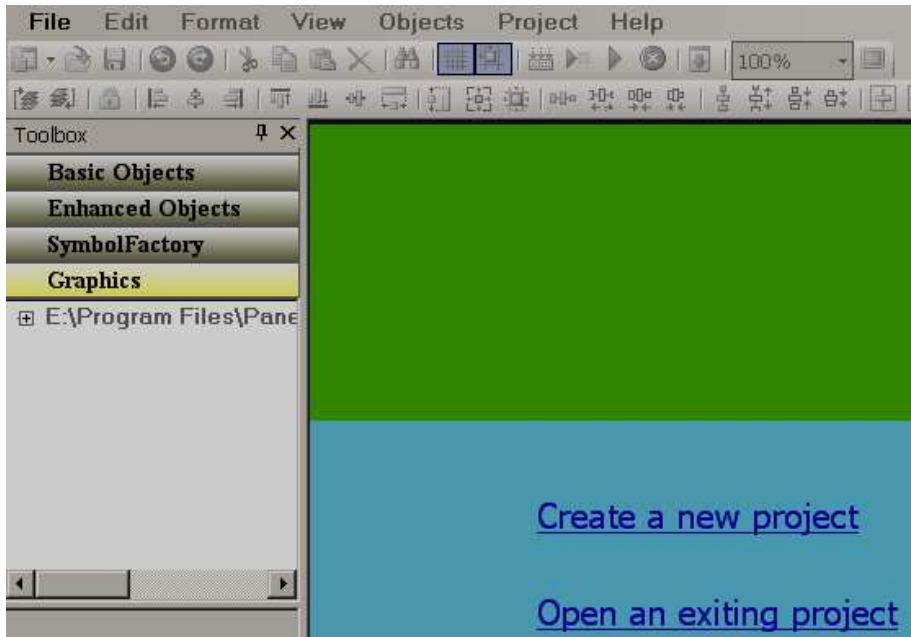 File Edit Format View Objects Project Help
100%
Toolbox
Basic Objects
Enhanced Objects
SymbolFactory
Graphics
E:\Program Files\Pane
Create a new project
Open an exiting project